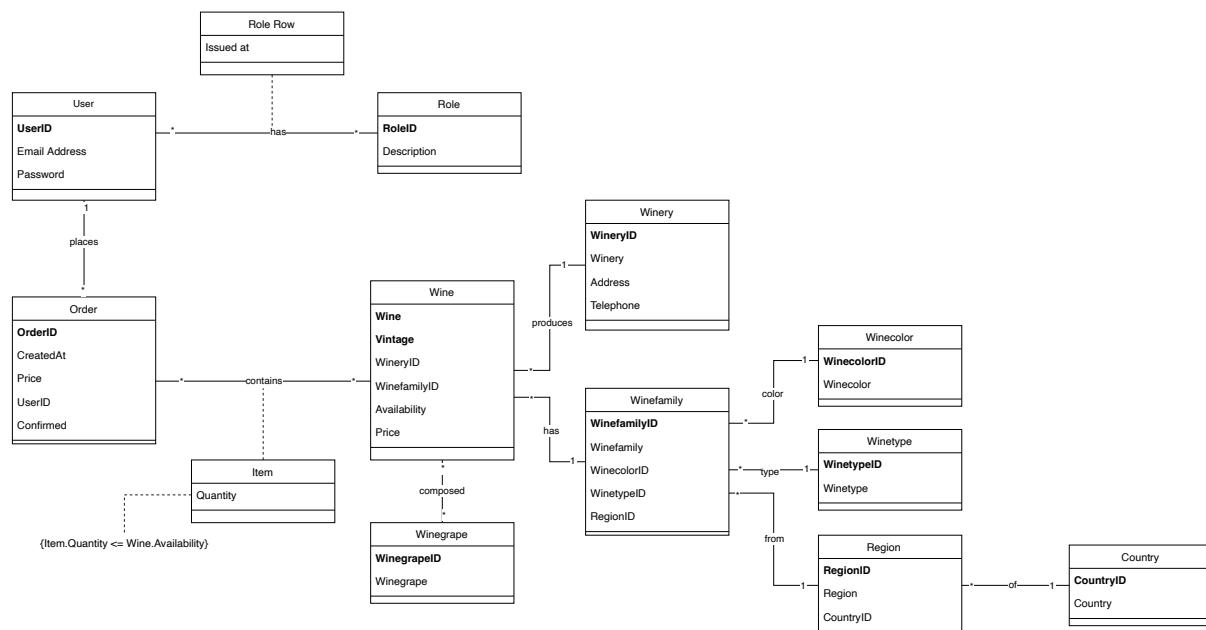 Role Row
Issued at
User
UserID
Email Address
Password
*
has
*
Role
RoleID
Description
1
places
*
Order
OrderID
CreatedAt
Price
UserID
Confirmed
*
contains
*
Item
Quantity
{Item.Quantity <= Wine.Availability}
Wine
Wine
Vintage
WineryID
WinefamilyID
Availability
Price
*
composed
*
Winegrape
WinegrapeID
Winegrape
*
produces
1
Winery
WineryID
Winery
Address
Telephone
*
has
1
Winefamily
WinefamilyID
Winefamily
WinecolorID
WinetypeID
RegionID
*
color
1
Winecolor
WinecolorID
Winecolor
*
type
1
Winetype
WinetypeID
Winetype
*
from
1
Region
RegionID
Region
CountryID
*
of
1
Country
CountryID
Country